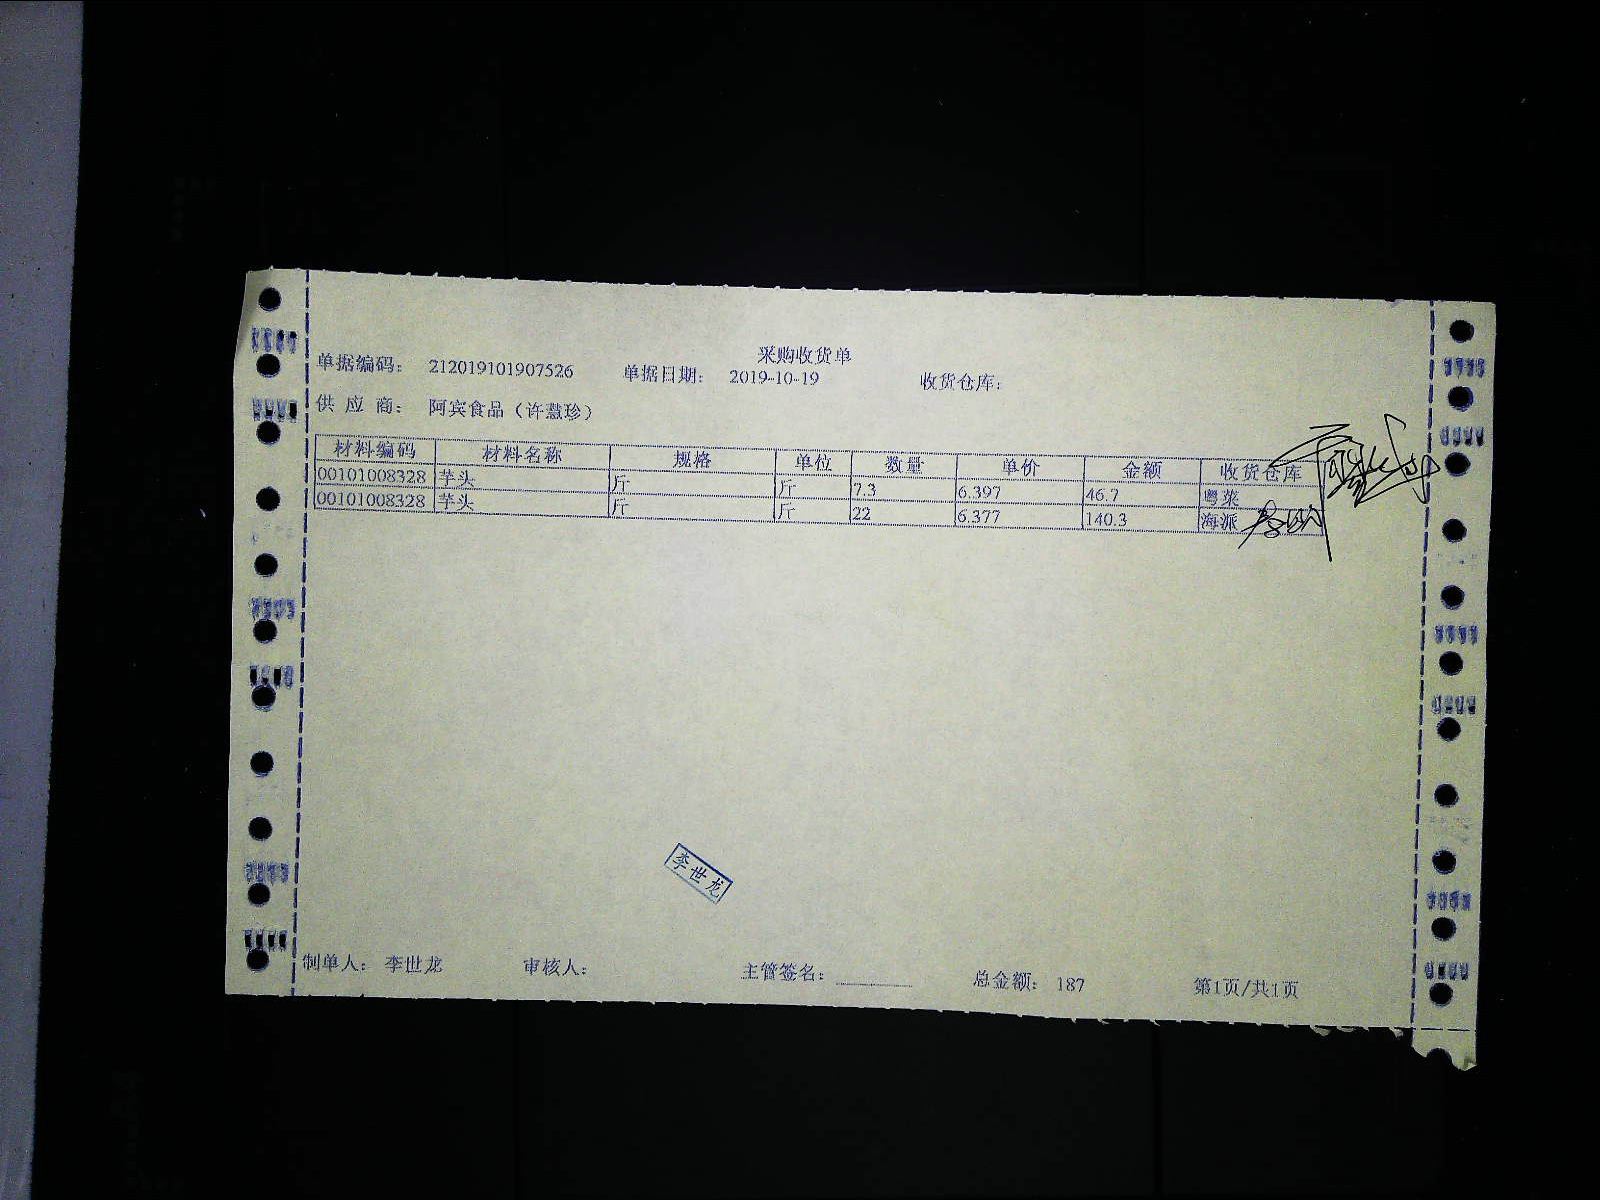 采购收货单
单据编码： 212019101907526 单据日期： 2019-10-19 收货仓库：
供应商： 阿宾食品（许慧珍）
材料编码 材料名称 规格 单位 数量 单价 金额 收货仓库
00101008328 芋头 斤 斤 7.3 6.397 46.7 粤菜
00101008328 芋头 斤 斤 22 6.377 140.3 海派
李世龙
制单人： 李世龙 审核人： 主管签名： 总金额： 187 第1页/共1页